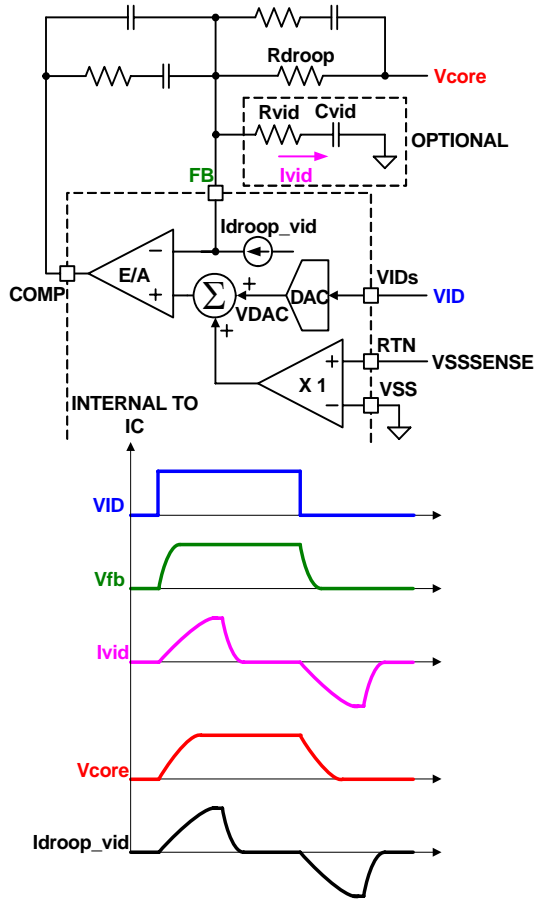 Rdroop
Vcore
Rvid
Cvid
OPTIONAL
Ivid
FB
Idroop_vid
E/A
−
+
COMP
Σ
+
+
VDAC
DAC
VIDs
VID
RTN
VSSSENSE
X 1
+
−
VSS
INTERNAL TO
IC
VID
Vfb
Ivid
Vcore
Idroop_vid